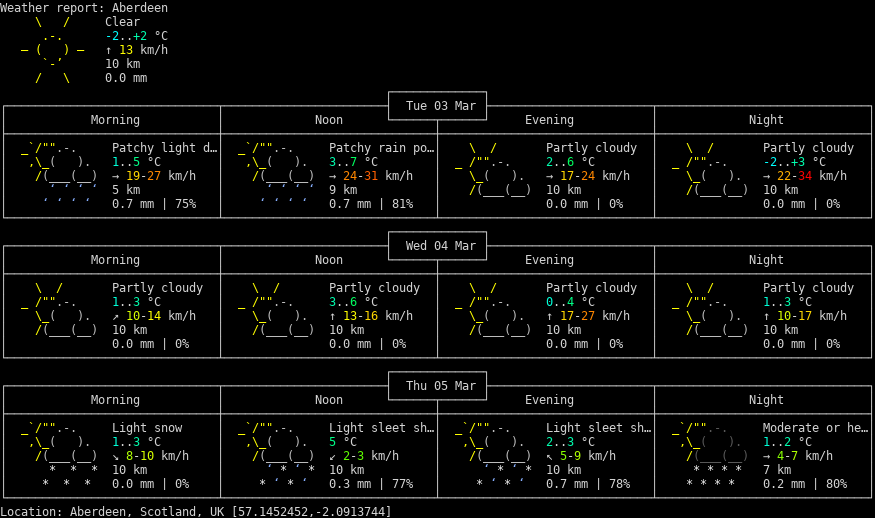 Weather report: Aberdeen
Clear
-2..+2 °C
↑ 13 km/h
10 km
0.0 mm
Tue 03 Mar
Morning Noon Evening Night
Patchy light d… Patchy rain po… Partly cloudy Partly cloudy
1..5 °C 3..7 °C 2..6 °C -2..+3 °C
→ 19-27 km/h → 24-31 km/h → 17-24 km/h → 22-34 km/h
5 km 9 km 10 km 10 km
0.7 mm | 75% 0.7 mm | 81% 0.0 mm | 0% 0.0 mm | 0%
Wed 04 Mar
Morning Noon Evening Night
Partly cloudy Partly cloudy Partly cloudy Partly cloudy
1..3 °C 3..6 °C 0..4 °C 1..3 °C
↗ 10-14 km/h ↑ 13-16 km/h ↑ 17-27 km/h ↑ 10-17 km/h
10 km 10 km 10 km 10 km
0.0 mm | 0% 0.0 mm | 0% 0.0 mm | 0% 0.0 mm | 0%
Thu 05 Mar
Morning Noon Evening Night
Light snow Light sleet sh… Light sleet sh… Moderate or he…
1..3 °C 5 °C 2..3 °C 1..2 °C
↘ 8-10 km/h ↙ 2-3 km/h ↖ 5-9 km/h → 4-7 km/h
10 km 10 km 10 km 7 km
0.0 mm | 0% 0.3 mm | 77% 0.7 mm | 78% 0.2 mm | 80%
Location: Aberdeen, Scotland, UK [57.1452452,-2.0913744]